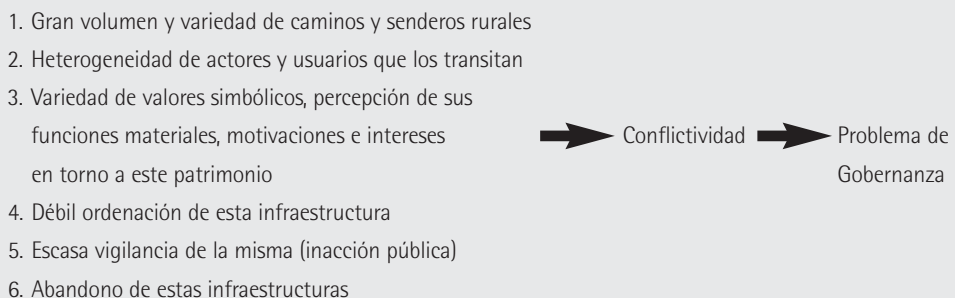 1. Gran volumen y variedad de caminos y senderos rurales
2. Heterogeneidad de actores y usuarios que los transitan
3. Variedad de valores simbólicos, percepción de sus
funciones materiales, motivaciones e intereses
en torno a este patrimonio
4. Débil ordenación de esta infraestructura
5. Escasa vigilancia de la misma (inacción pública)
6. Abandono de estas infraestructuras
Conflictividad
Problema de
Gobernanza